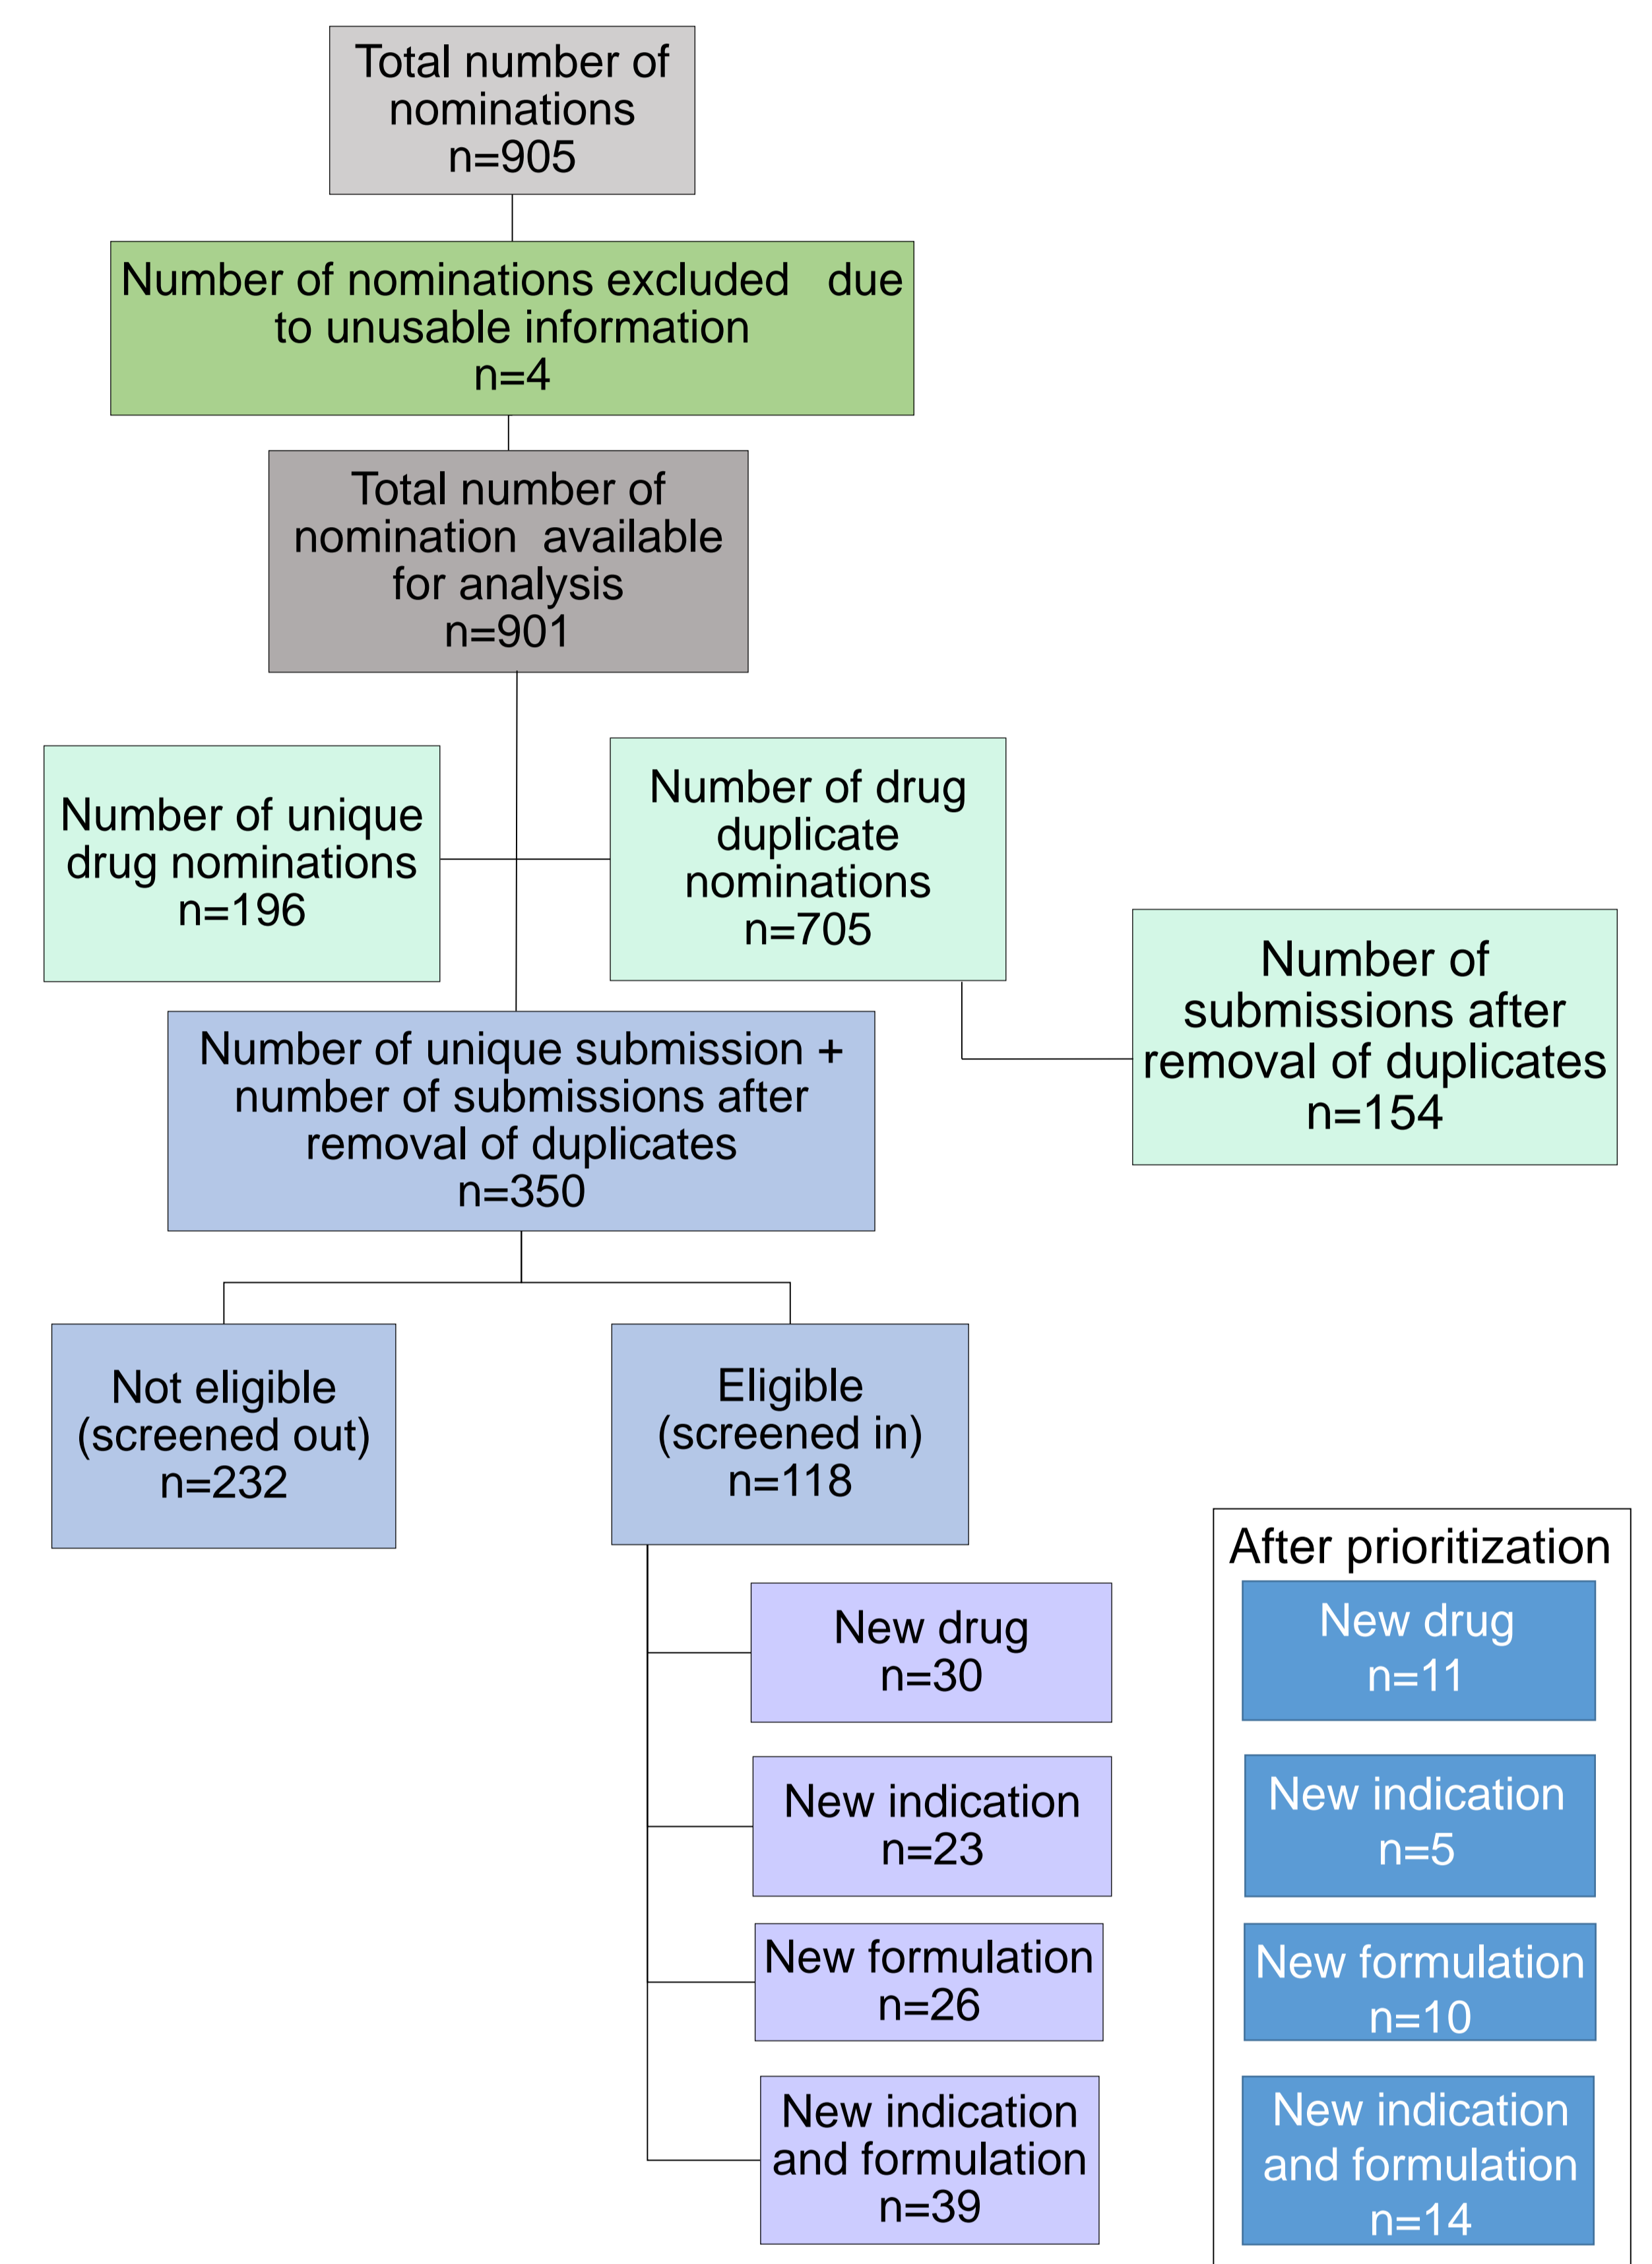 Total number of
nominations
n=905
Number of nominations excluded due
to unusable information
n=4
Total number of
nomination available
for analysis
n=901
Number of unique
drug nominations
n=196
Number of drug
duplicate
nominations
n=705
Number of
submissions after
removal of duplicates
n=154
Number of unique submission +
number of submissions after
removal of duplicates
n=350
Not eligible
(screened out)
n=232
Eligible
(screened in)
n=118
New drug
n=30
New indication
n=23
New formulation
n=26
New indication
and formulation
n=39
After prioritization
New drug
n=11
New indication
n=5
New formulation
n=10
New indication
and formulation
n=14